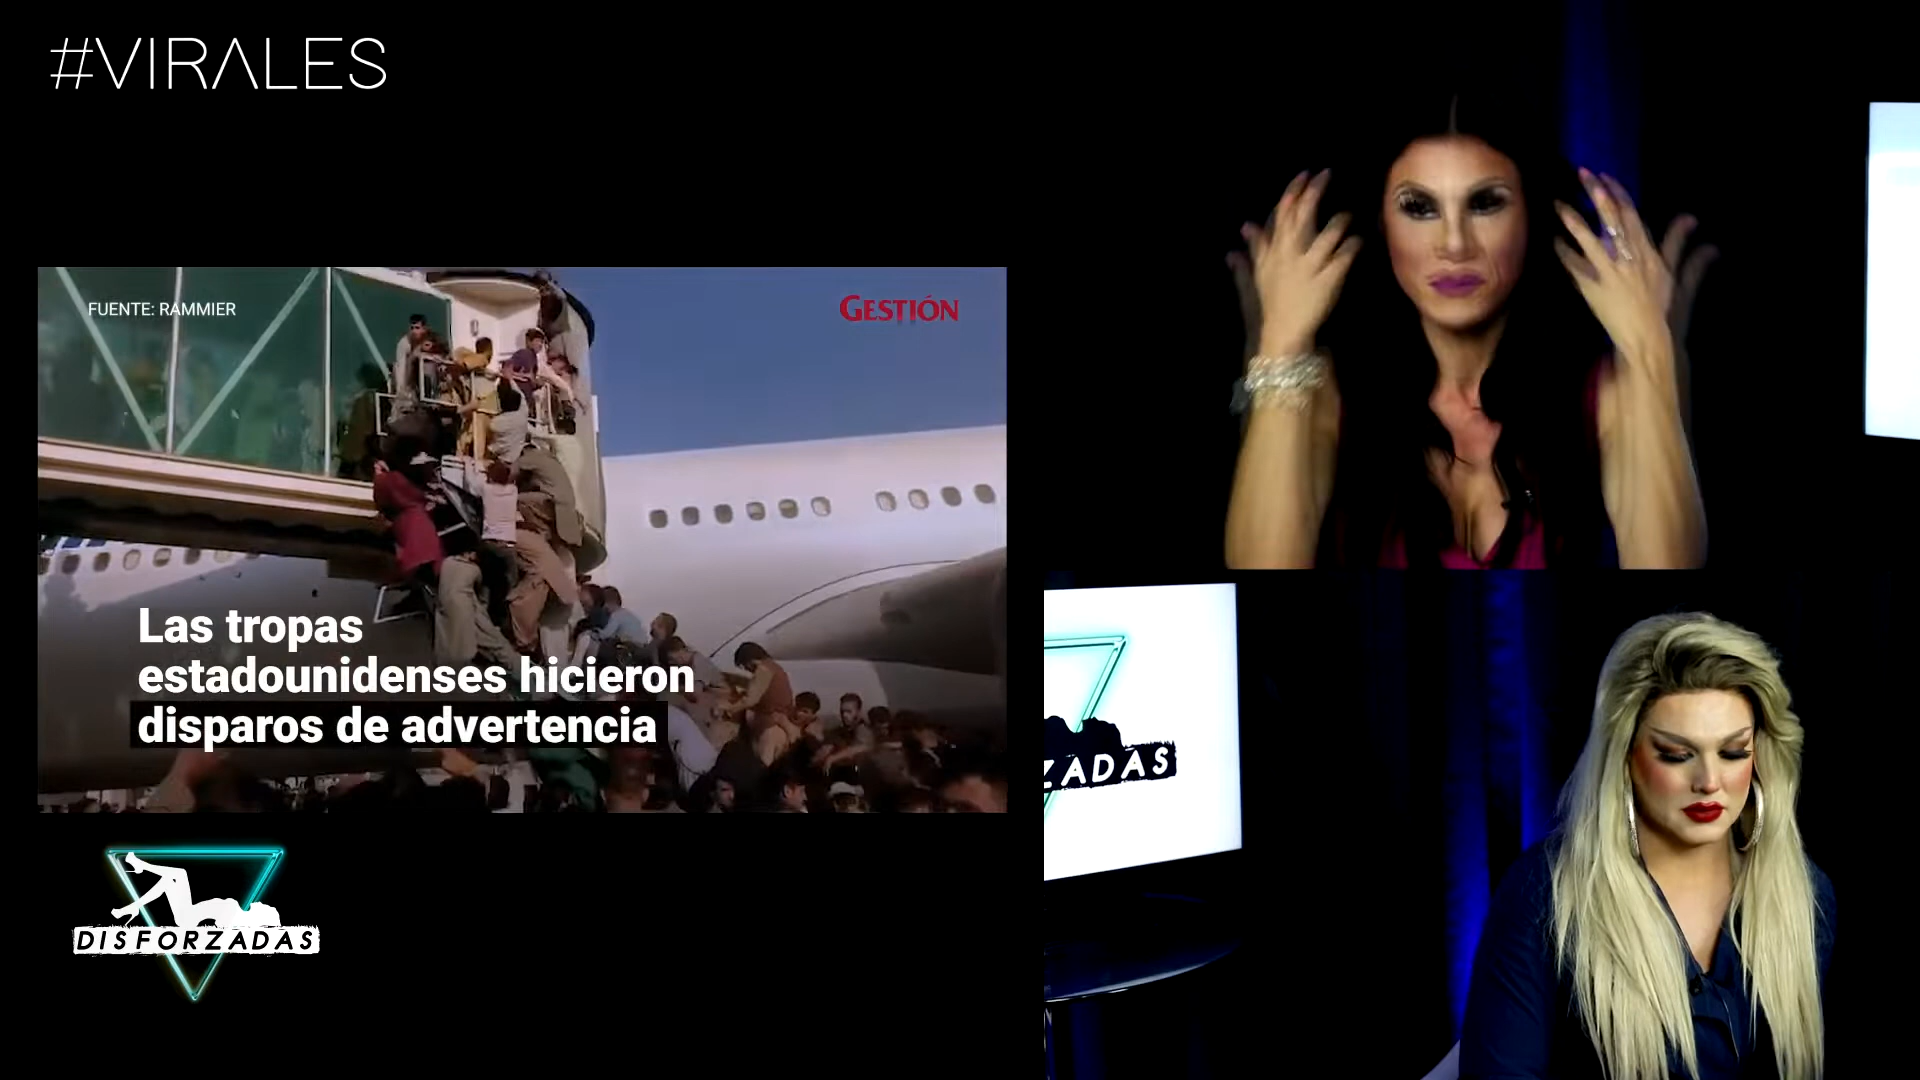 #VIRALES
FUENTE: RAMMIER
GESTIÓN
Las tropas
estadounidenses hicieron
disparos de advertencia
DISFORZADAS
ZADAS